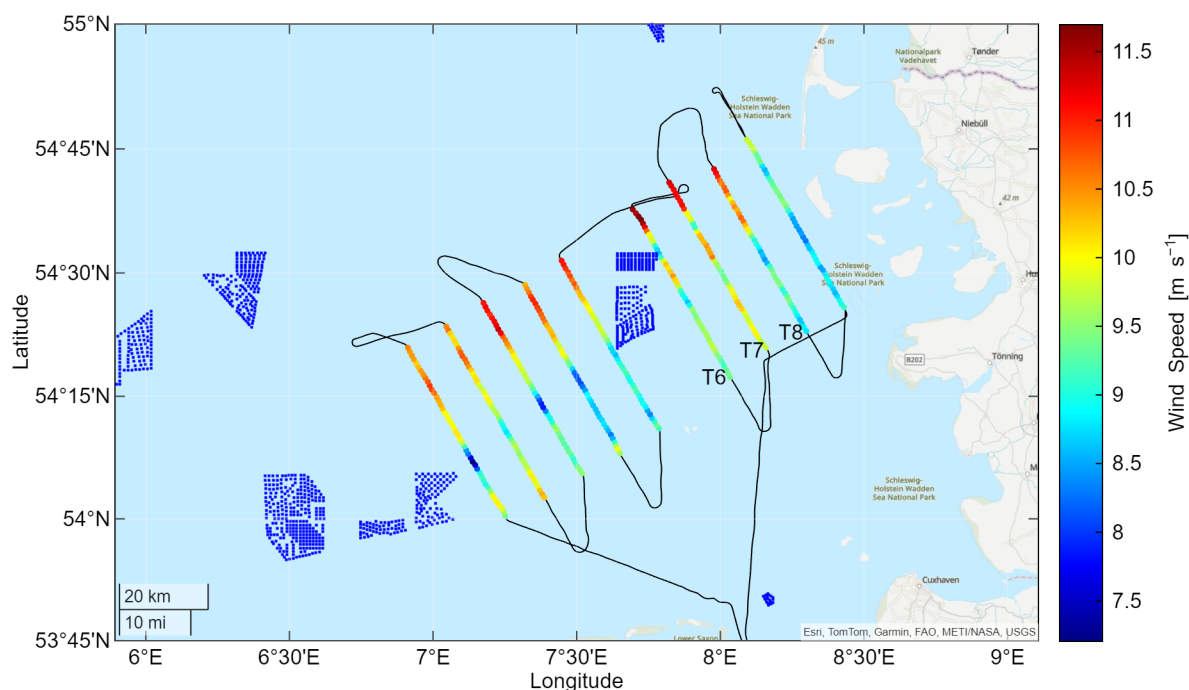 55°N
54°45'N
54°30'N
54°15'N
54°N
53°45'N
Latitude
6°E
6°30'E
7°E
7°30'E
8°E
8°30'E
9°E
Longitude
45 m
Nationalpark
Vadehavet
Tønder
Schleswig-
Holstein Wadden
Sea National Park
Niebüll
42 m
Schleswig-
Holstein Wadden
Sea National Park
Hu
T8
T7
T6
B202
Tönning
M
Schleswig-
Holstein Wadden
Sea National Park
Cuxhaven
Lower Saxon
20 km
10 mi
Esri, TomTom, Garmin, FAO, METI/NASA, USGS
11.5
11
10.5
10
9.5
9
8.5
8
7.5
Wind Speed [m s⁻¹]